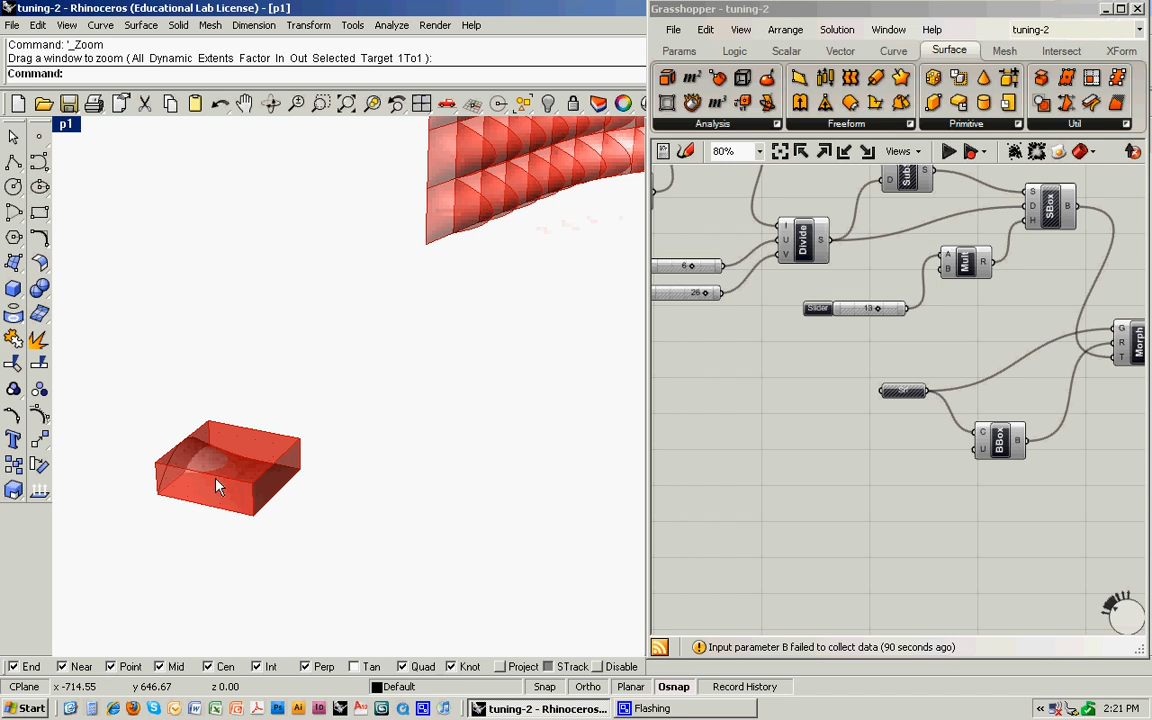 tuning-2 - Rhinoceros (Educational Lab License) - [p1]
File Edit View Curve Surface Solid Mesh Dimension Transform Tools Analyze Render Help
Command: '_Zoom
Drag a window to zoom ( All Dynamic Extents Factor In Out Selected Target 1To1 ):
Command:
p1
Grasshopper - tuning-2
File Edit View Arrange Solution Window Help tuning-2
Params Logic Scalar Vector Curve Surface Mesh Intersect XForm
Analysis Freeform Primitive Util
80% Views
D Sub S
S D H SBox B
I U V Divide S
6
26
A B Mult R
Slider 13
G R T Morph
Srf
C U BBox B
Input parameter B failed to collect data (90 seconds ago)
End Near Point Mid Cen Int Perp Tan Quad Knot Project STrack Disable
CPlane x -714.55 y 646.67 z 0.00 Default Snap Ortho Planar Osnap Record History
Start tuning-2 - Rhinoceros... Flashing 2:21 PM